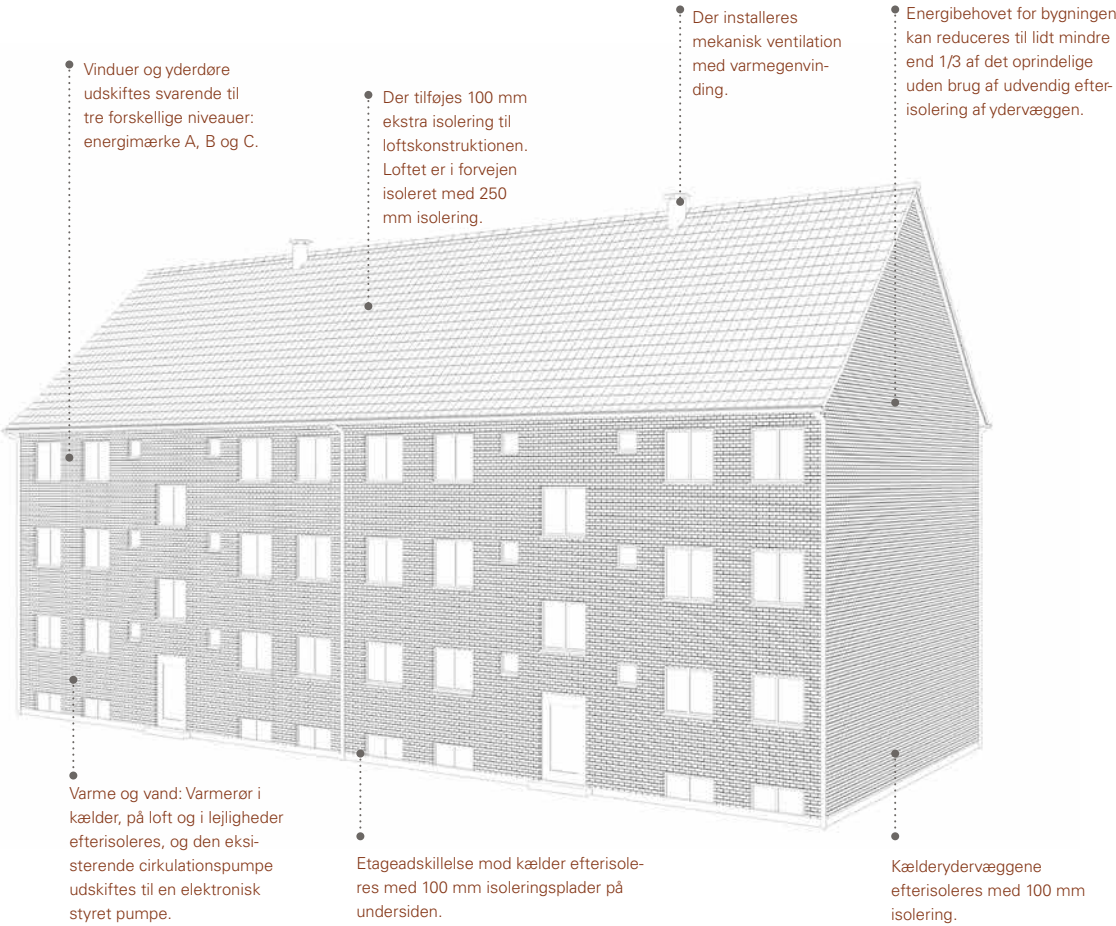 Vinduer og yderdøre
udskiftes svarende til
tre forskellige niveauer:
energimærke A, B og C.
Der tilføjes 100 mm
ekstra isolering til
loftskonstruktionen.
Loftet er i forvejen
isoleret med 250
mm isolering.
Der installeres
mekanisk ventilation
med varmegenvin-
ding.
Energibehovet for bygningen
kan reduceres til lidt mindre
end 1/3 af det oprindelige
uden brug af udvendig efter-
isolering af ydervæggen.
Varme og vand: Varmerør i
kælder, på loft og i lejligheder
efterisoleres, og den eksi-
sterende cirkulationspumpe
udskiftes til en elektronisk
styret pumpe.
Etageadskillelse mod kælder efterisole-
res med 100 mm isoleringsplader på
undersiden.
Kælderydervæggene
efterisoleres med 100 mm
isolering.